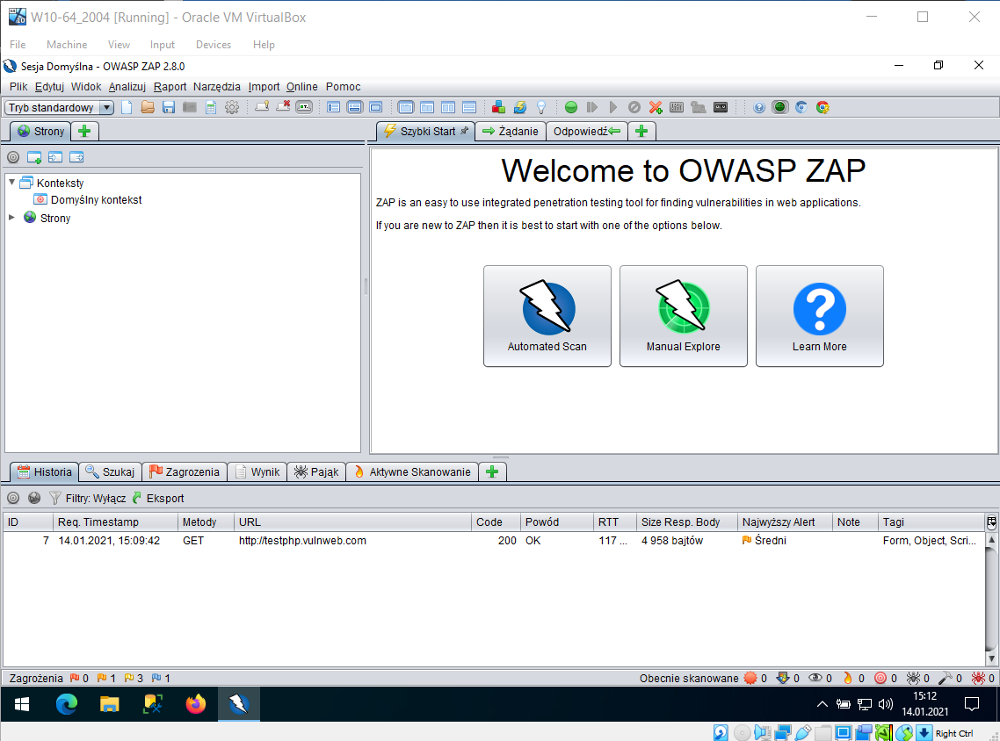 W10-64_2004 [Running] - Oracle VM VirtualBox
File Machine View Input Devices Help
Sesja Domyślna - OWASP ZAP 2.8.0
Plik Edytuj Widok Analizuj Raport Narzędzia Import Online Pomoc
Tryb standardowy
Strony
Szybki Start Żądanie Odpowiedź
Welcome to OWASP ZAP
ZAP is an easy to use integrated penetration testing tool for finding vulnerabilities in web applications.
If you are new to ZAP then it is best to start with one of the options below.
Konteksty
Domyślny kontekst
Strony
Automated Scan Manual Explore Learn More
Historia Szukaj Zagrozenia Wynik Pająk Aktywne Skanowanie
Filtry: Wyłącz Eksport
ID Req. Timestamp Metody URL Code Powód RTT Size Resp. Body Najwyższy Alert Note Tagi
7 14.01.2021, 15:09:42 GET http://testphp.vulnweb.com 200 OK 117 ... 4 958 bajtów Średni Form, Object, Scri...
Zagrożenia 0 1 3 1 Obecnie skanowane 0 0 0 0 0 0 0 0
15:12
14.01.2021
Right Ctrl